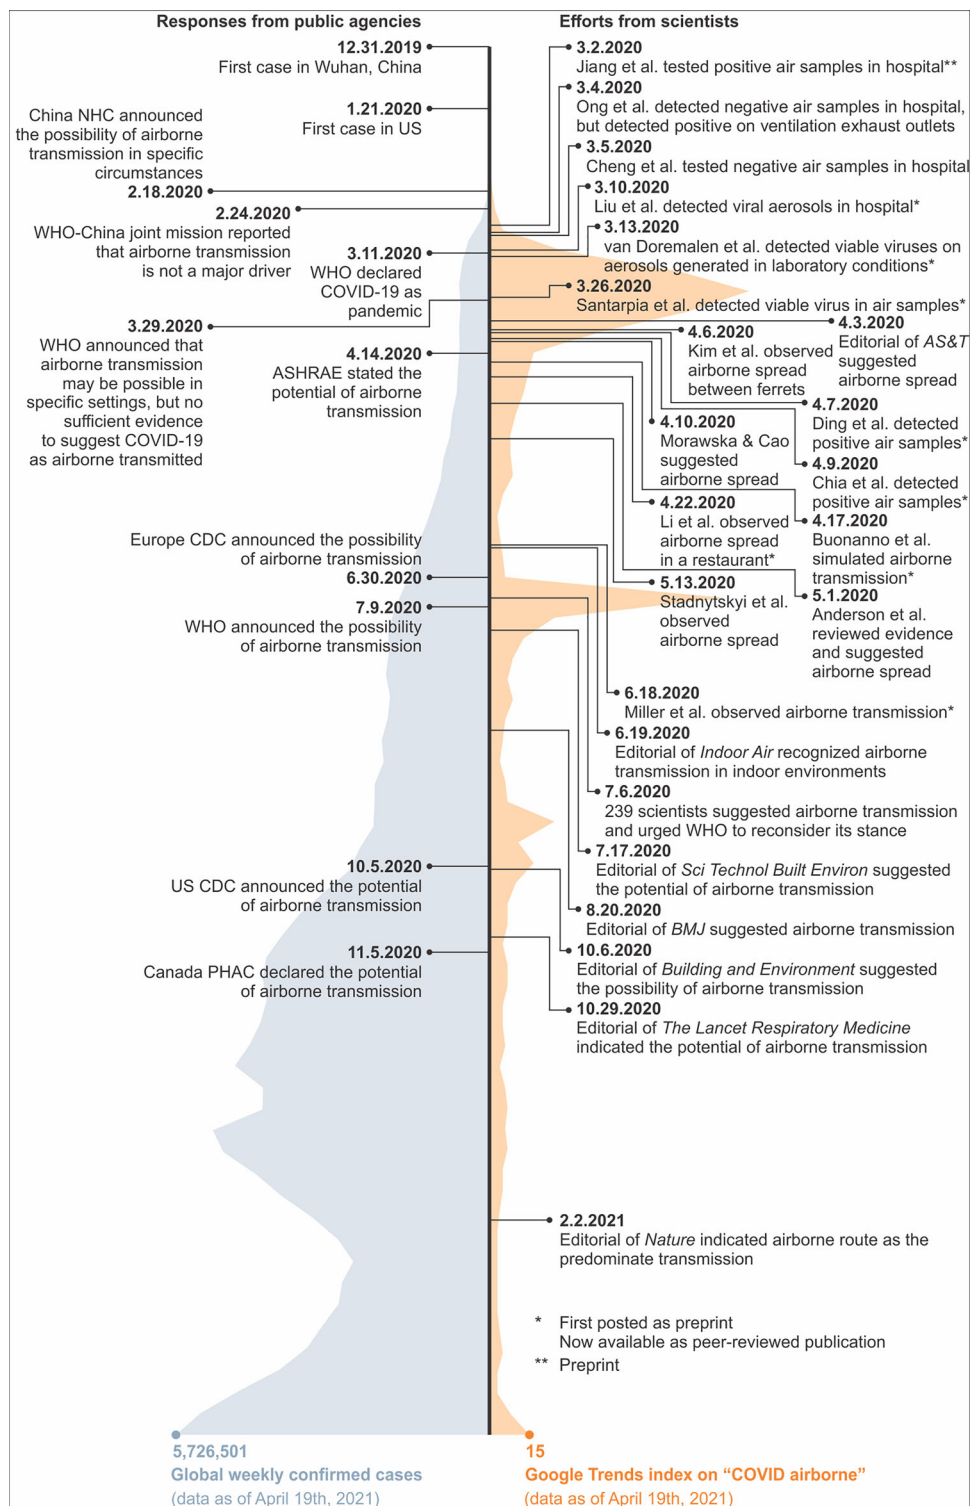 Responses from public agencies
12.31.2019
First case in Wuhan, China
1.21.2020
First case in US
China NHC announced
the possibility of airborne
transmission in specific
circumstances
2.18.2020
2.24.2020
WHO-China joint mission reported
that airborne transmission
is not a major driver
3.11.2020
WHO declared
COVID-19 as
pandemic
3.29.2020
WHO announced that
airborne transmission
may be possible in
specific settings, but no
sufficient evidence
to suggest COVID-19
as airborne transmitted
4.14.2020
ASHRAE stated the
potential of airborne
transmission
Europe CDC announced the possibility
of airborne transmission
6.30.2020
7.9.2020
WHO announced the possibility
of airborne transmission
10.5.2020
US CDC announced the potential
of airborne transmission
11.5.2020
Canada PHAC declared the potential
of airborne transmission
Efforts from scientists
3.2.2020
Jiang et al. tested positive air samples in hospital**
3.4.2020
Ong et al. detected negative air samples in hospital,
but detected positive on ventilation exhaust outlets
3.5.2020
Cheng et al. tested negative air samples in hospital
3.10.2020
Liu et al. detected viral aerosols in hospital*
3.13.2020
van Doremalen et al. detected viable viruses on
aerosols generated in laboratory conditions*
3.26.2020
Santarpia et al. detected viable virus in air samples*
4.3.2020
Editorial of AS&T
suggested
airborne spread
4.6.2020
Kim et al. observed
airborne spread
between ferrets
4.7.2020
Ding et al. detected
positive air samples*
4.10.2020
Morawska & Cao
suggested
airborne spread
4.9.2020
Chia et al. detected
positive air samples*
4.22.2020
Li et al. observed
airborne spread
in a restaurant*
4.17.2020
Buonanno et al.
simulated airborne
transmission*
5.13.2020
Stadnytskyi et al.
observed
airborne spread
5.1.2020
Anderson et al.
reviewed evidence
and suggested
airborne spread
6.18.2020
Miller et al. observed airborne transmission*
6.19.2020
Editorial of Indoor Air recognized airborne
transmission in indoor environments
7.6.2020
239 scientists suggested airborne transmission
and urged WHO to reconsider its stance
7.17.2020
Editorial of Sci Technol Built Environ suggested
the potential of airborne transmission
8.20.2020
Editorial of BMJ suggested airborne transmission
10.6.2020
Editorial of Building and Environment suggested
the possibility of airborne transmission
10.29.2020
Editorial of The Lancet Respiratory Medicine
indicated the potential of airborne transmission
2.2.2021
Editorial of Nature indicated airborne route as the
predominate transmission
* First posted as preprint
Now available as peer-reviewed publication
** Preprint
5,726,501
Global weekly confirmed cases
(data as of April 19th, 2021)
15
Google Trends index on “COVID airborne”
(data as of April 19th, 2021)